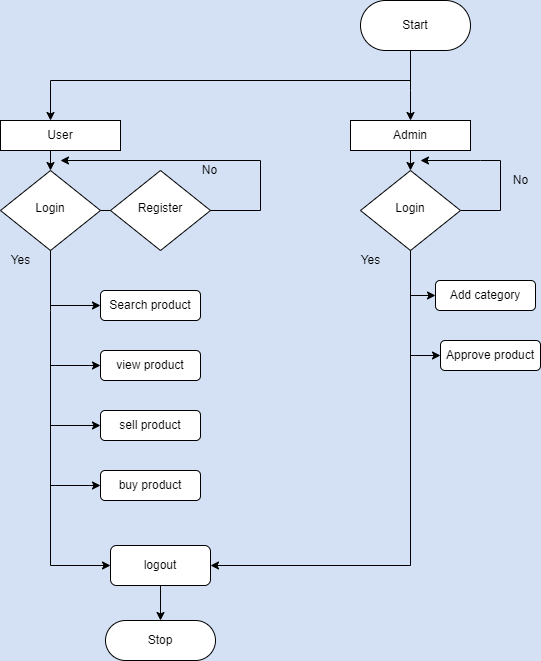 Start
User
Admin
No
No
Login
Register
Login
Yes
Yes
Search product
Add category
view product
Approve product
sell product
buy product
logout
Stop